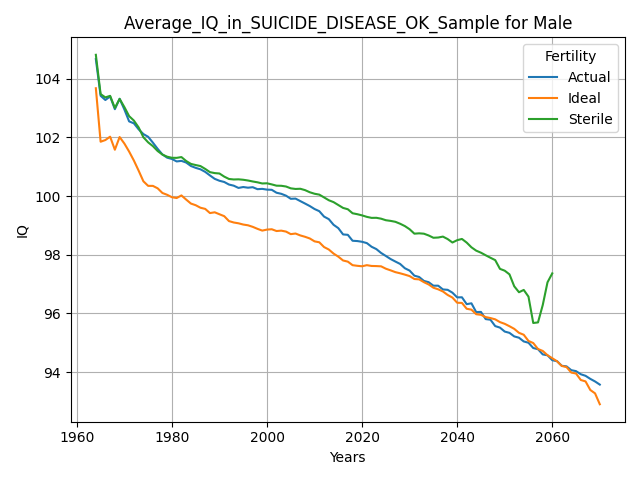 Average_IQ_in_SUICIDE_DISEASE_OK_Sample for Male
Fertility
Actual
Ideal
Sterile
IQ
104
102
100
98
96
94
1960
1980
2000
2020
2040
2060
Years